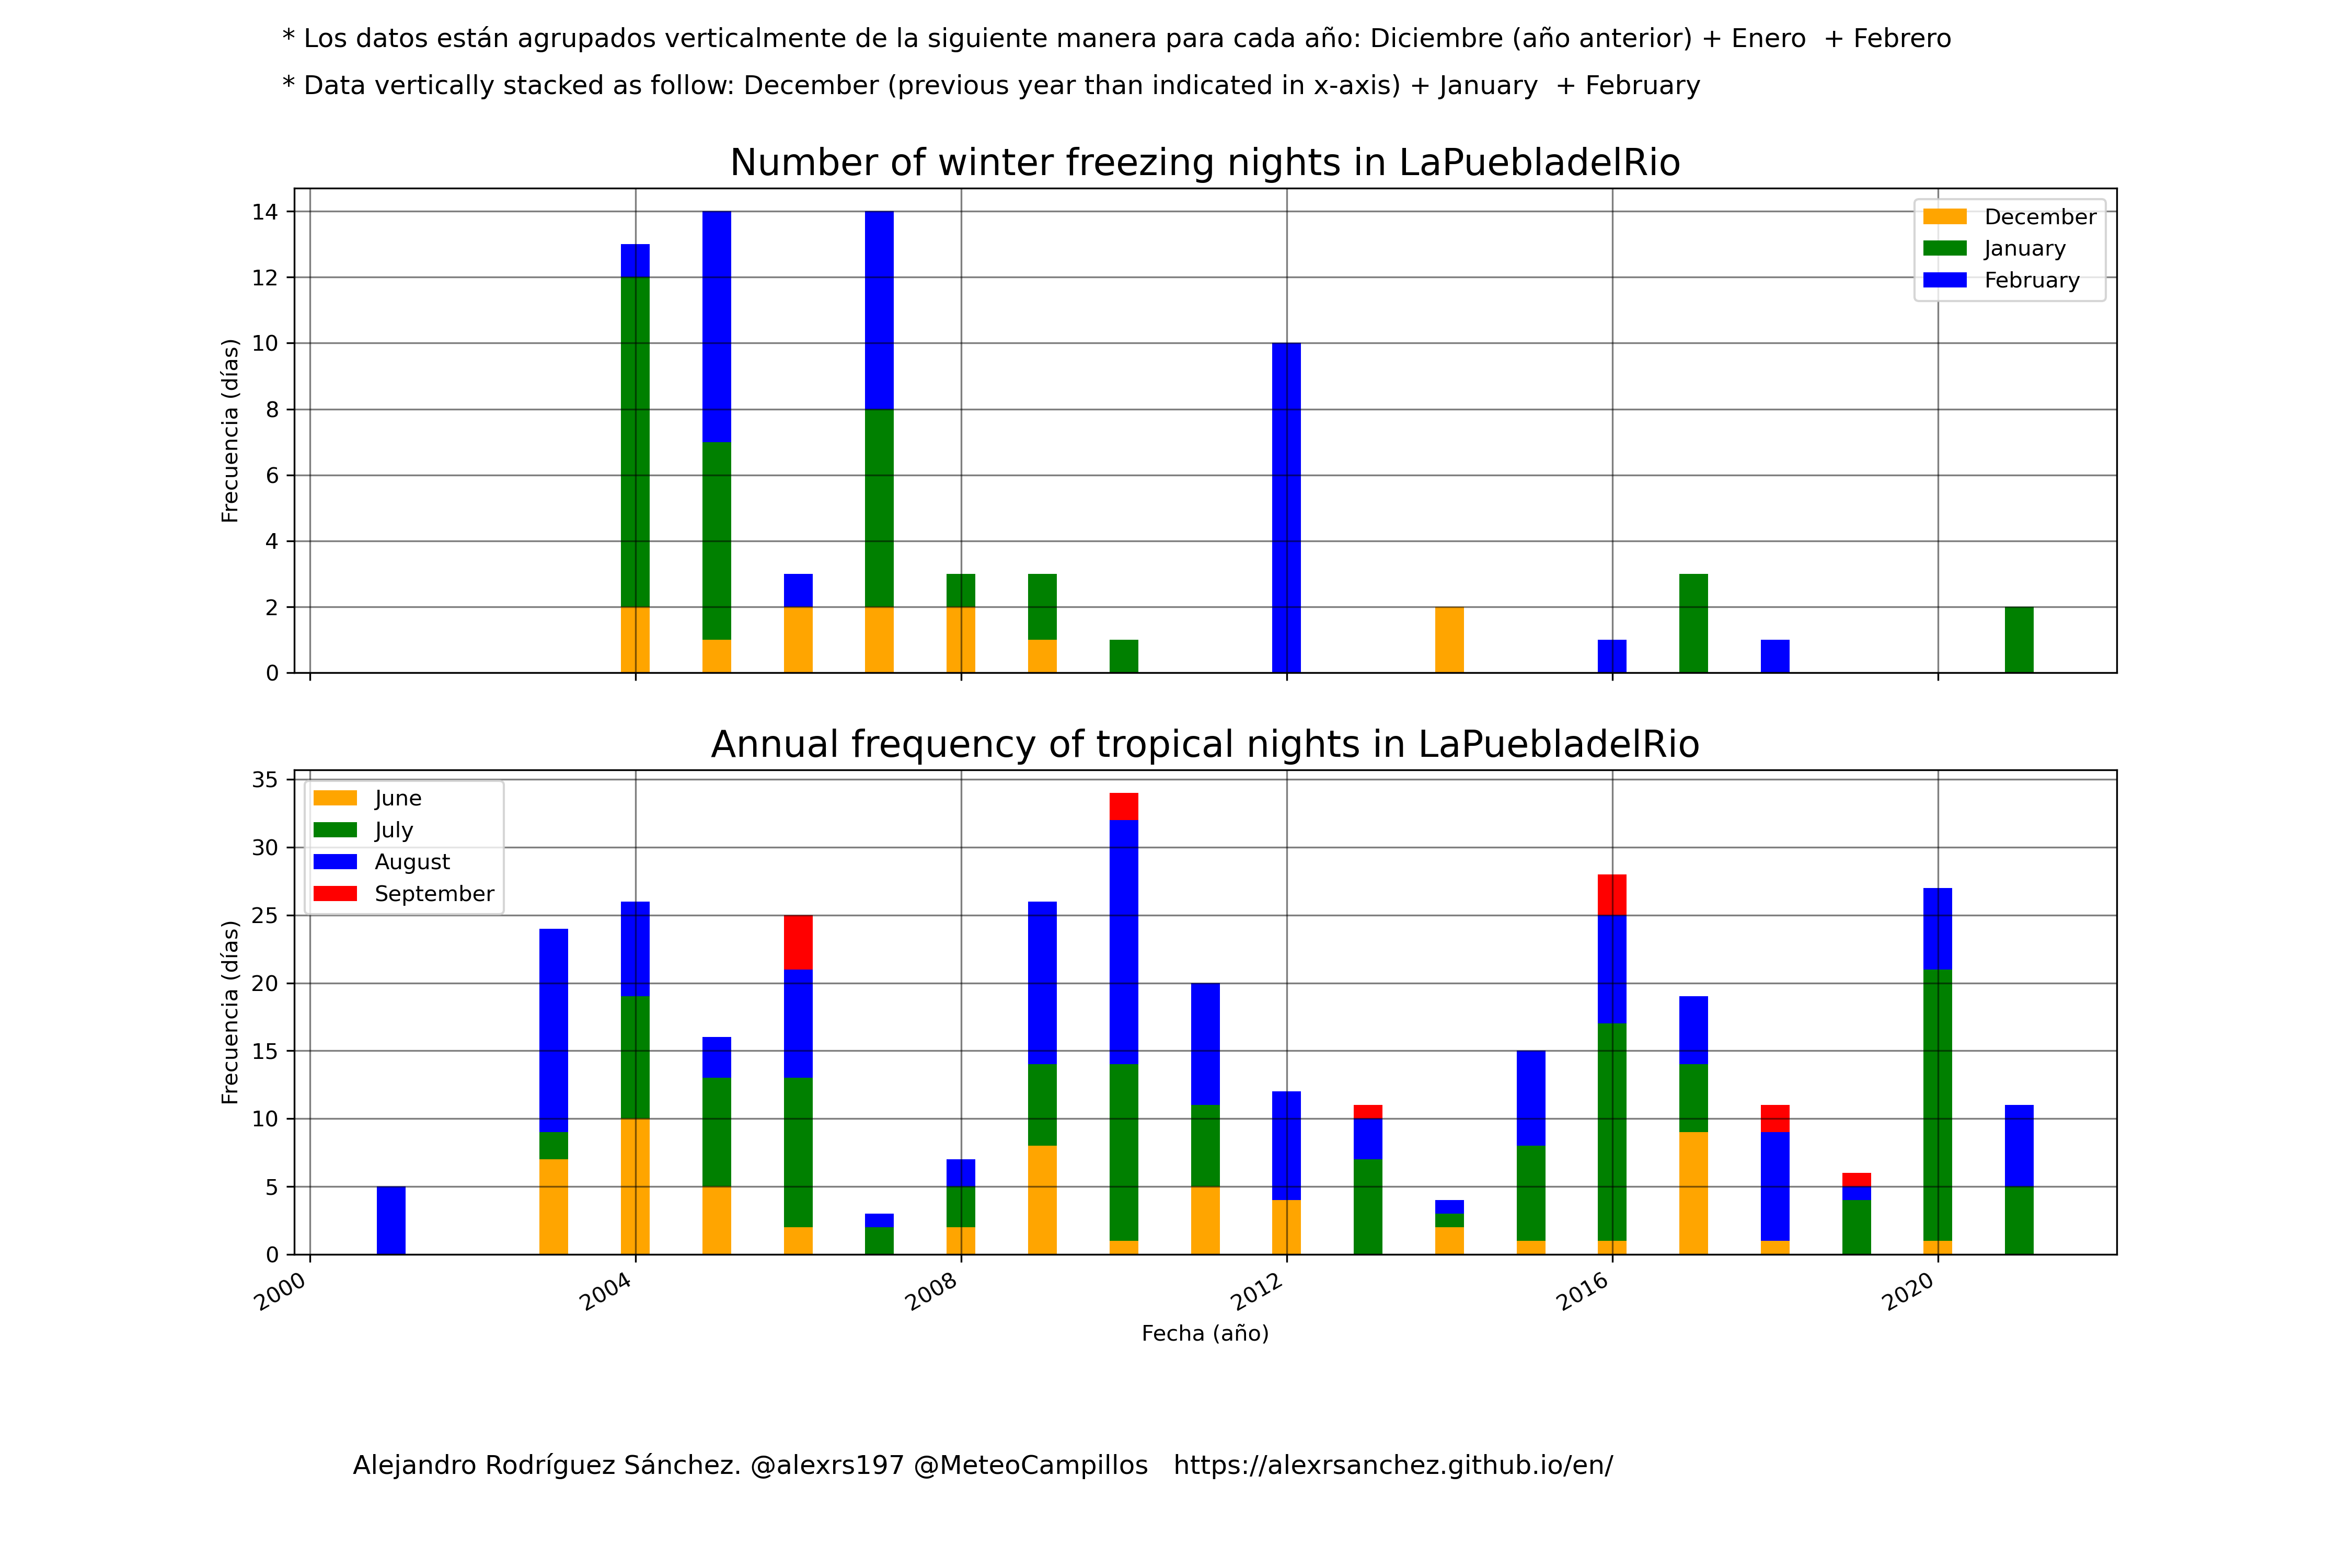 * Los datos están agrupados verticalmente de la siguiente manera para cada año: Diciembre (año anterior) + Enero  + Febrero
* Data vertically stacked as follow: December (previous year than indicated in x-axis) + January  + February
Number of winter freezing nights in LaPuebladelRio
14
12
10
8
6
4
2
0
Frecuencia (días)
December
January
February
Annual frequency of tropical nights in LaPuebladelRio
35
30
25
20
15
10
5
0
Frecuencia (días)
June
July
August
September
2000
2004
2008
2012
2016
2020
Fecha (año)
Alejandro Rodríguez Sánchez. @alexrs197 @MeteoCampillos   https://alexrsanchez.github.io/en/